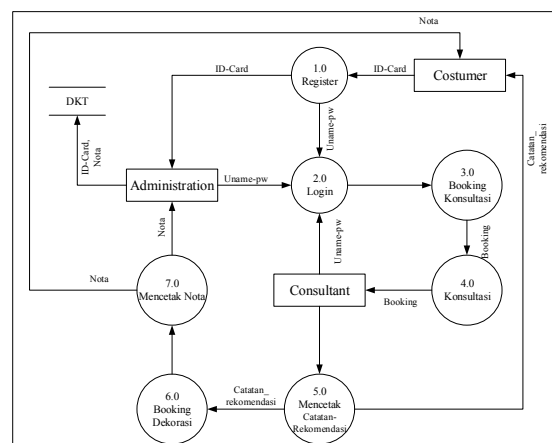 Nota
ID-Card
1.0
Register
ID-Card
Costumer
DKT
ID-Card,
Nota
Uname-pw
Catatan_
rekomendasi
Administration
Uname-pw
2.0
Login
3.0
Booking
Konsultasi
Nota
Uname-pw
Booking
Nota
7.0
Mencetak Nota
Consultant
Booking
4.0
Konsultasi
6.0
Booking
Dekorasi
Catatan_
rekomendasi
5.0
Mencetak
Catatan-
Rekomendasi